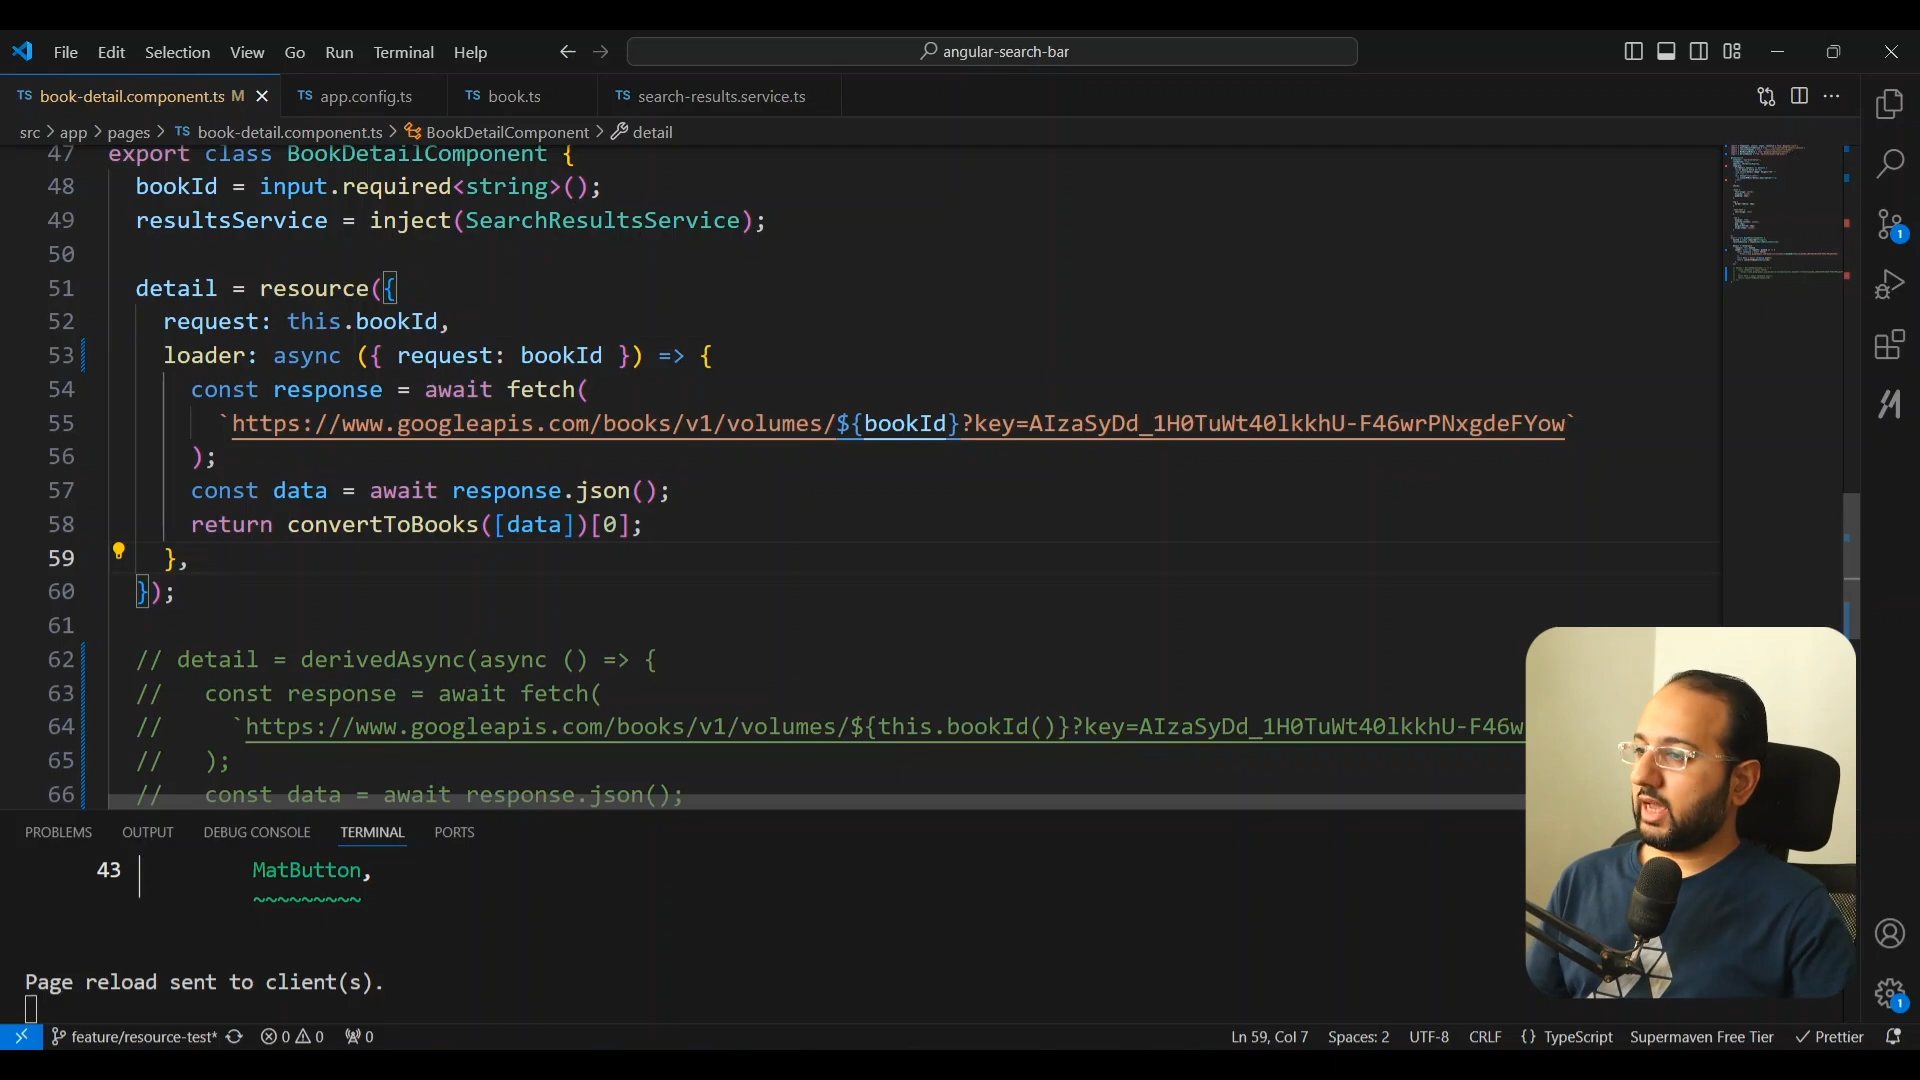 File Edit Selection View Go Run Terminal Help
angular-search-bar
TS book-detail.component.ts M
TS app.config.ts
TS book.ts
TS search-results.service.ts
src > app > pages > TS book-detail.component.ts > BookDetailComponent > detail
47 export class BookDetailComponent {
48 bookId = input.required<string>();
49 resultsService = inject(SearchResultsService);
50
51 detail = resource({
52 request: this.bookId,
53 loader: async ({ request: bookId }) => {
54 const response = await fetch(
55 `https://www.googleapis.com/books/v1/volumes/${bookId}?key=AIzaSyDd_1H0TuWt40lkkhU-F46wrPNxgdeFYow`
56 );
57 const data = await response.json();
58 return convertToBooks([data])[0];
59 },
60 });
61
62 // detail = derivedAsync(async () => {
63 // const response = await fetch(
64 // `https://www.googleapis.com/books/v1/volumes/${this.bookId()}?key=AIzaSyDd_1H0TuWt40lkkhU-F46w
65 // );
66 // const data = await response.json();
PROBLEMS OUTPUT DEBUG CONSOLE TERMINAL PORTS
43 MatButton,
~~~~~~~~~
Page reload sent to client(s).
feature/resource-test* 0 0 0
Ln 59, Col 7 Spaces: 2 UTF-8 CRLF {} TypeScript Supermaven Free Tier Prettier
1
1